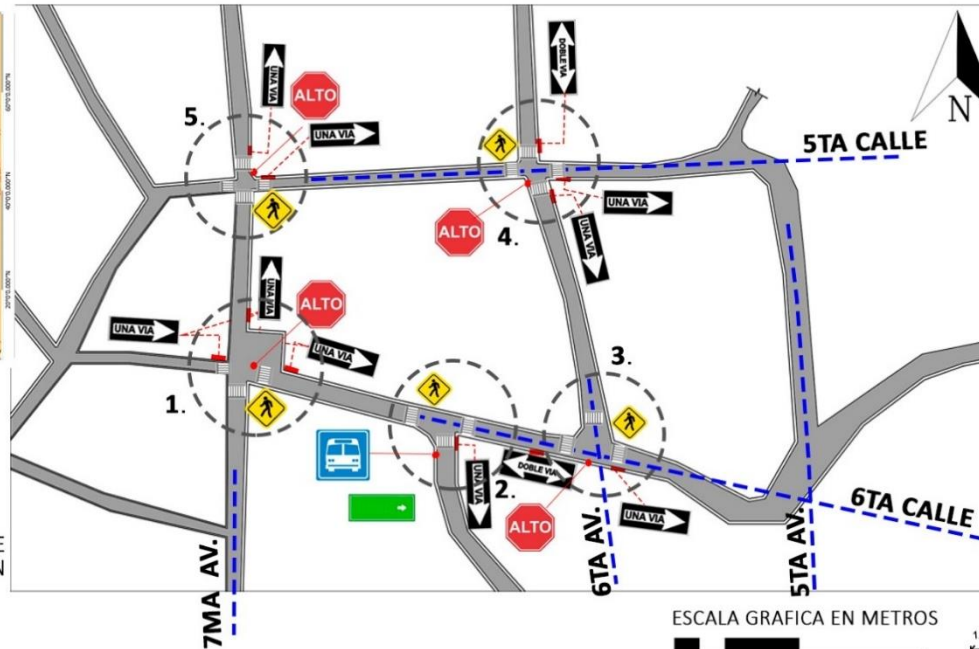 UNA VIA
DOBLE VIA
ALTO
N
5.
UNA VIA
5TA CALLE
UNA VIA
ALTO
4.
UNA VIA
UNA VIA
ALTO
UNA VIA
UNA VIA
3.
1.
DOBLE VIA
2.
UNA VIA
6TA CALLE
UNA VIA
ALTO
7MA AV.
6TA AV.
5TA AV.
ESCALA GRAFICA EN METROS